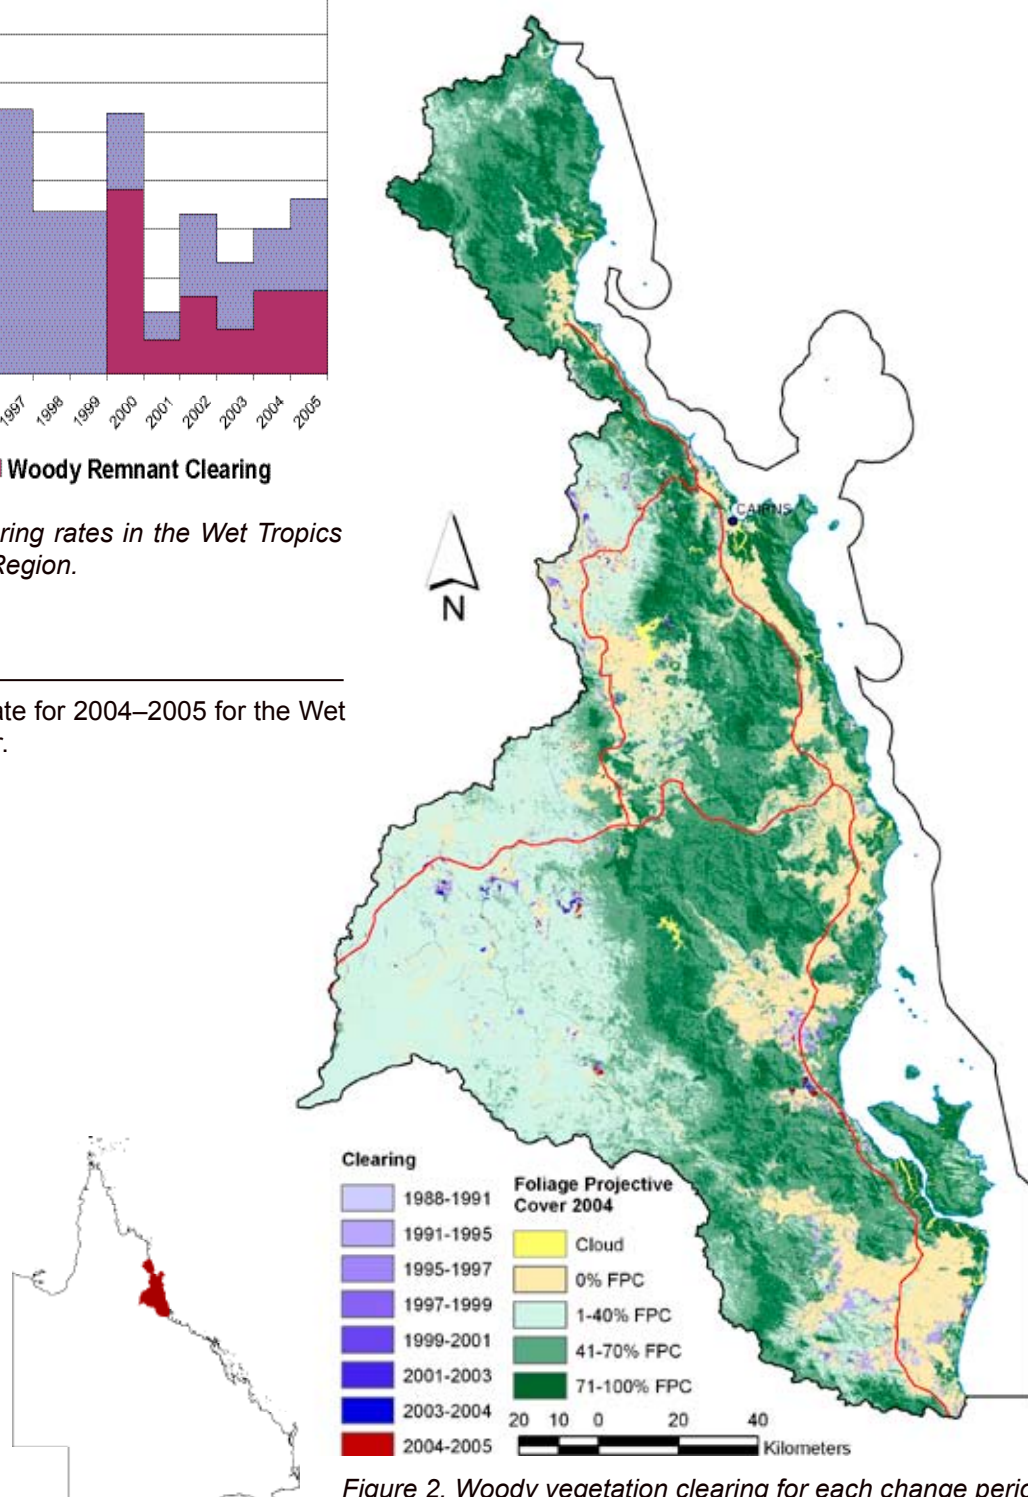 1997
1998
1999
2000
2001
2002
2003
2004
2005
Woody Remnant Clearing
ring rates in the Wet Tropics
Region.
ate for 2004–2005 for the Wet
r.
CAIRNS
N
Clearing
1988-1991
1991-1995
1995-1997
1997-1999
1999-2001
2001-2003
2003-2004
2004-2005
Foliage Projective
Cover 2004
Cloud
0% FPC
1-40% FPC
41-70% FPC
71-100% FPC
20 10 0 20 40
Kilometers
Figure 2. Woody vegetation clearing for each change perio